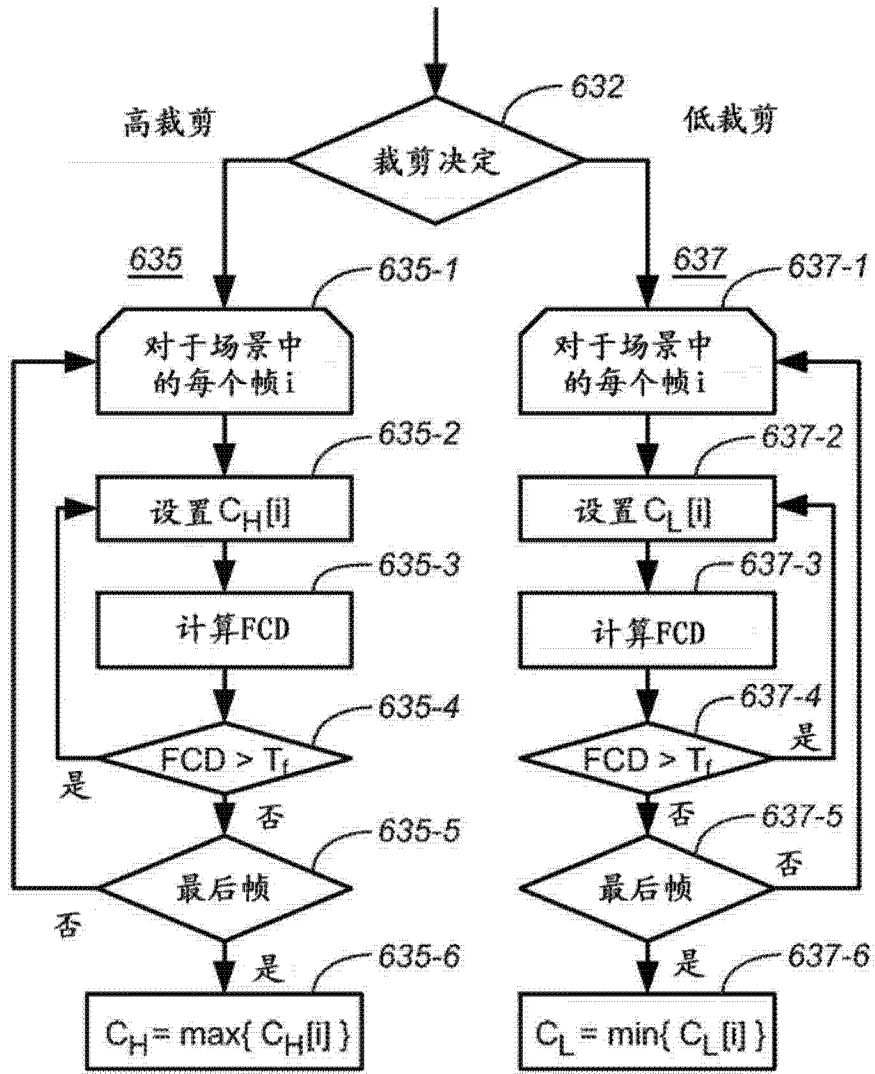 632
高裁剪
低裁剪
裁剪决定
635
635-1
637
637-1
对于场景中
的每个帧i
对于场景中
的每个帧i
635-2
637-2
设置C_H[i]
设置C_L[i]
635-3
637-3
计算FCD
计算FCD
635-4
637-4
FCD > T_f
FCD > T_f
是
是
否
否
635-5
637-5
最后帧
最后帧
否
否
是
是
635-6
637-6
C_H = max{ C_H[i] }
C_L = min{ C_L[i] }